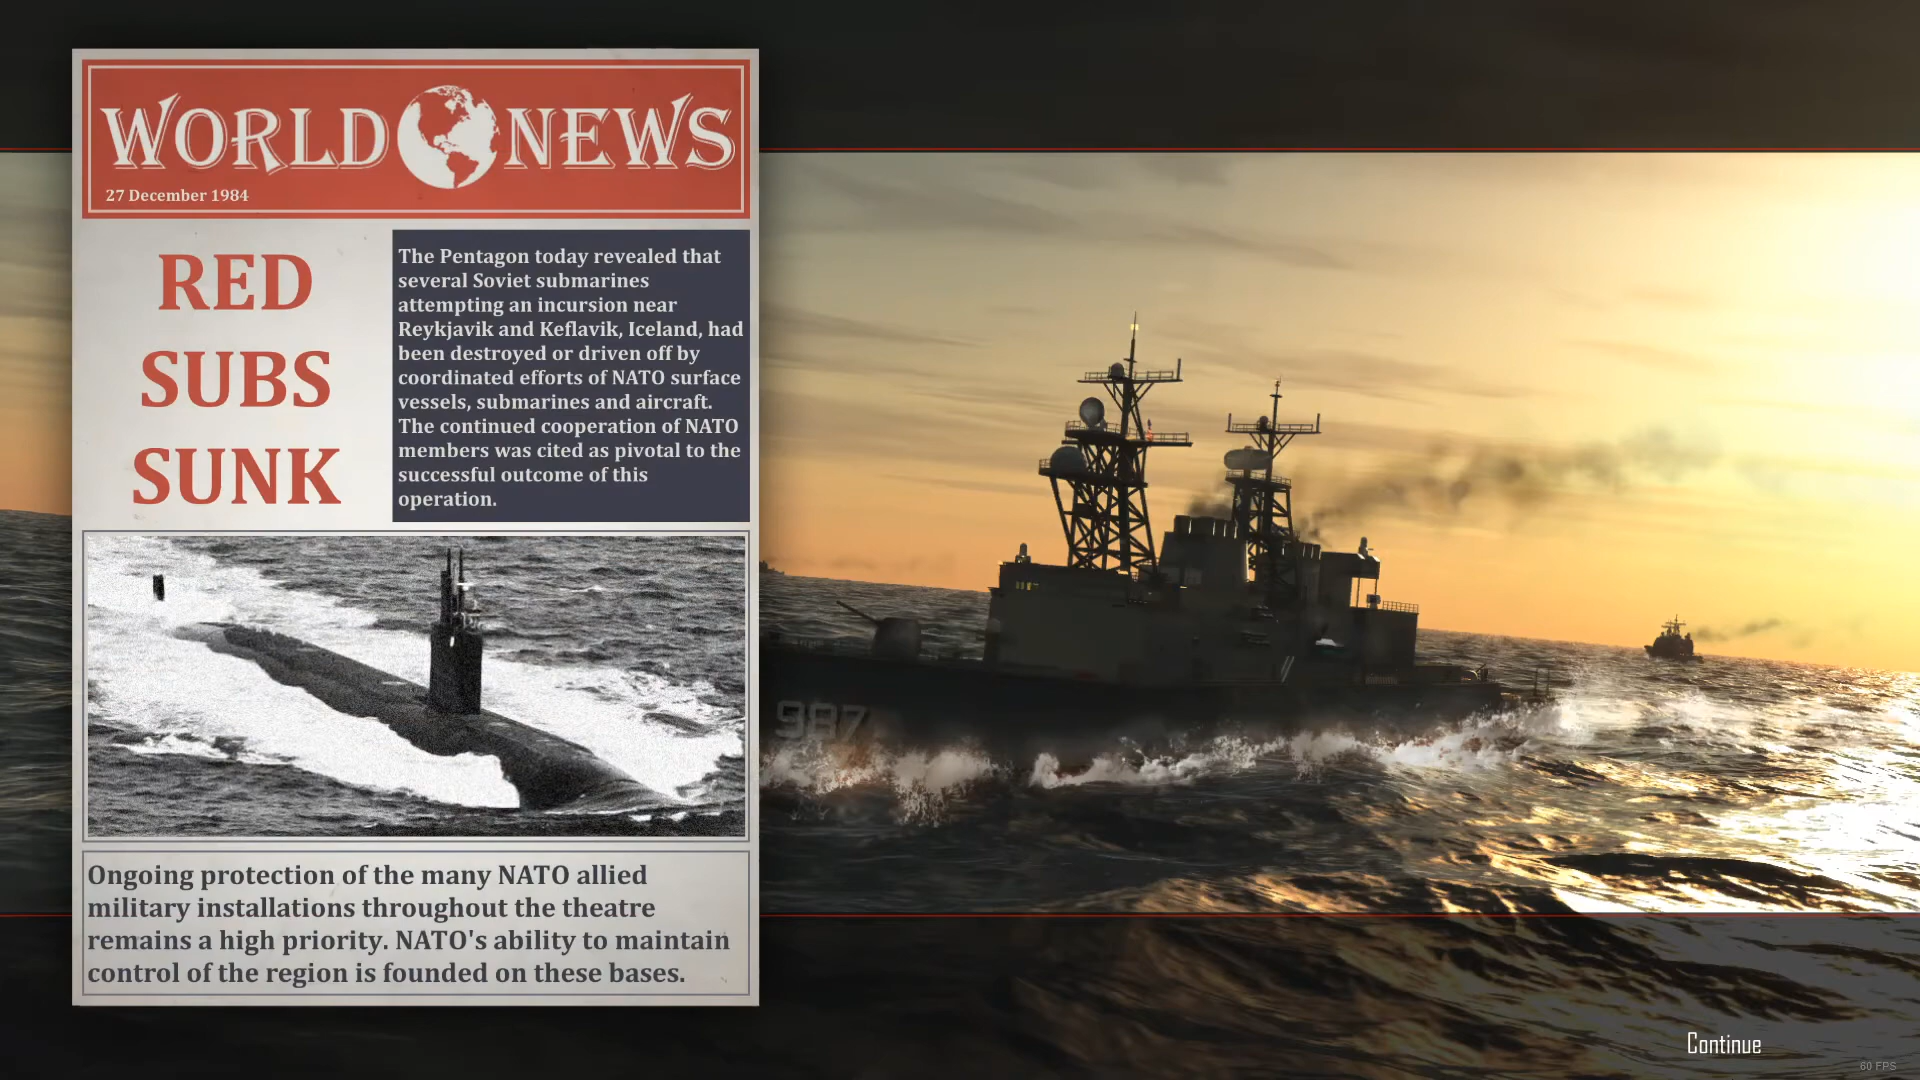 WORLD NEWS
27 December 1984
RED
SUBS
SUNK
The Pentagon today revealed that
several Soviet submarines
attempting an incursion near
Reykjavik and Keflavik, Iceland, had
been destroyed or driven off by
coordinated efforts of NATO surface
vessels, submarines and aircraft.
The continued cooperation of NATO
members was cited as pivotal to the
successful outcome of this
operation.
Ongoing protection of the many NATO allied
military installations throughout the theatre
remains a high priority. NATO's ability to maintain
control of the region is founded on these bases.
987
Continue
60 FPS